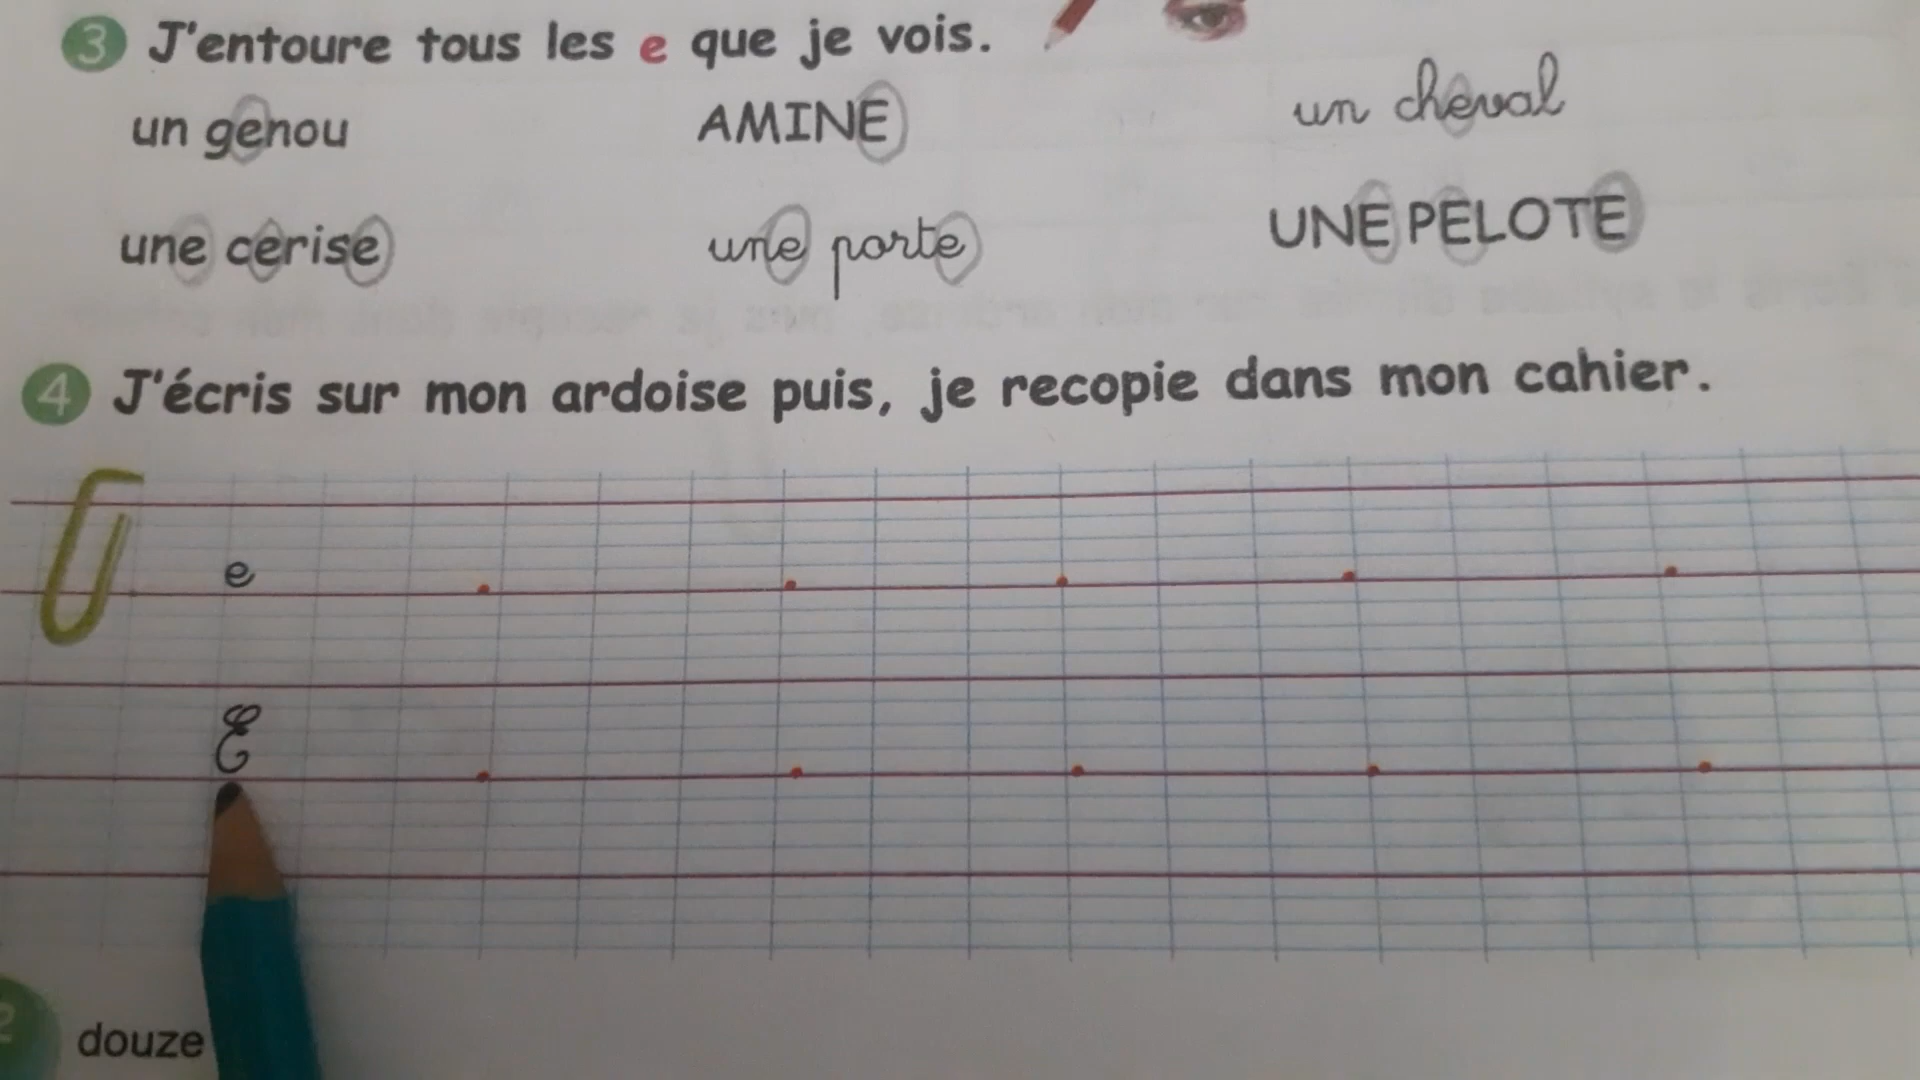 3 J'entoure tous les e que je vois.
un genou AMINE un cheval
une cerise une porte UNE PELOTE
4 J'écris sur mon ardoise puis, je recopie dans mon cahier.
e
E
2 douze